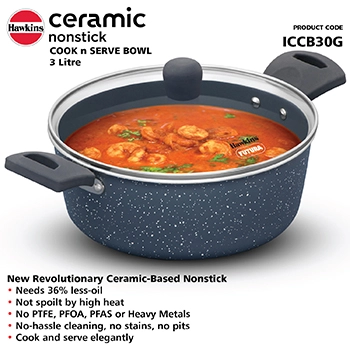 Hawkins
ceramic
nonstick
COOK n SERVE BOWL
3 Litre
PRODUCT CODE
ICCB30G
Hawkins
FUTURA
New Revolutionary Ceramic-Based Nonstick
• Needs 36% less-oil
• Not spoilt by high heat
• No PTFE, PFOA, PFAS or Heavy Metals
• No-hassle cleaning, no stains, no pits
• Cook and serve elegantly